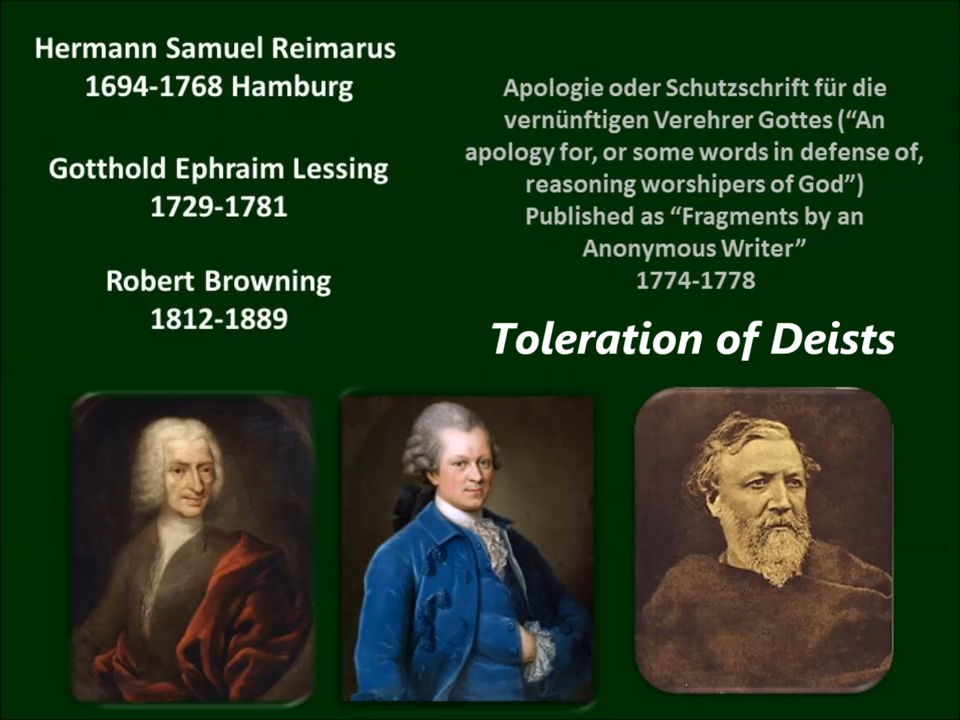 Hermann Samuel Reimarus
1694-1768 Hamburg
Gotthold Ephraim Lessing
1729-1781
Robert Browning
1812-1889
Apologie oder Schutzschrift für die
vernünftigen Verehrer Gottes (“An
apology for, or some words in defense of,
reasoning worshipers of God”)
Published as “Fragments by an
Anonymous Writer”
1774-1778
Toleration of Deists